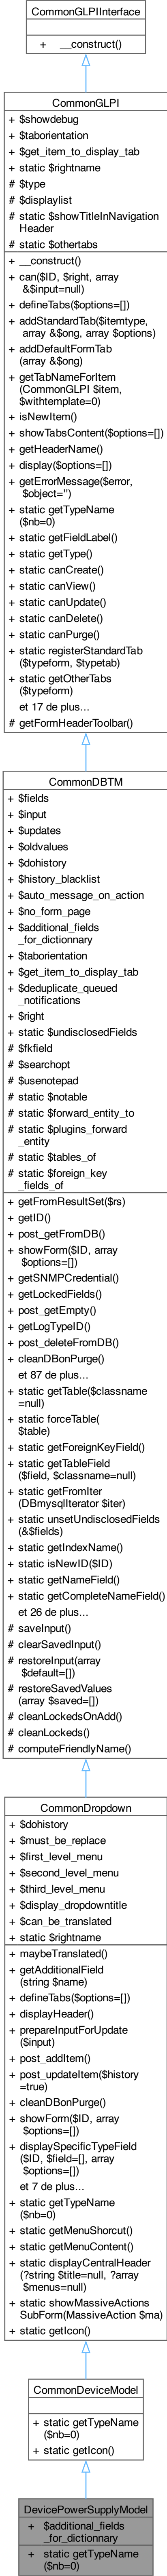 CommonGLPIInterface
+ __construct()
CommonGLPI
+ $showdebug
+ $taborientation
+ $get_item_to_display_tab
+ static $rightname
# $type
# $displaylist
# static $showTitleInNavigation
Header
# static $othertabs
+ __construct()
+ can($ID, $right, array
&$input=null)
+ defineTabs($options=[])
+ addStandardTab($itemtype,
array &$ong, array $options)
+ addDefaultFormTab
(array &$ong)
+ getTabNameForItem
(CommonGLPI $item,
$withtemplate=0)
+ isNewItem()
+ showTabsContent($options=[])
+ getHeaderName()
+ display($options=[])
+ getErrorMessage($error,
$object='')
+ static getTypeName
($nb=0)
+ static getFieldLabel()
+ static getType()
+ static canCreate()
+ static canView()
+ static canUpdate()
+ static canDelete()
+ static canPurge()
+ static registerStandardTab
($typeform, $typetab)
+ static getOtherTabs
($typeform)
et 17 de plus...
# getFormHeaderToolbar()
CommonDBTM
+ $fields
+ $input
+ $updates
+ $oldvalues
+ $dohistory
+ $history_blacklist
+ $auto_message_on_action
+ $no_form_page
+ $additional_fields
_for_dictionnary
+ $taborientation
+ $get_item_to_display_tab
+ $deduplicate_queued
_notifications
+ $right
+ static $undisclosedFields
# $fkfield
# $searchopt
# $usenotepad
# static $notable
# static $forward_entity_to
# static $plugins_forward
_entity
# static $tables_of
# static $foreign_key
_fields_of
+ getFromResultSet($rs)
+ getID()
+ post_getFromDB()
+ showForm($ID, array
$options=[])
+ getSNMPCredential()
+ getLockedFields()
+ post_getEmpty()
+ getLogTypeID()
+ post_deleteFromDB()
+ cleanDBonPurge()
et 87 de plus...
+ static getTable($classname
=null)
+ static forceTable(
$table)
+ static getForeignKeyField()
+ static getTableField
($field, $classname=null)
+ static getFromIter
(DBmysqlIterator $iter)
+ static unsetUndisclosedFields
(&$fields)
+ static getIndexName()
+ static isNewID($ID)
+ static getNameField()
+ static getCompleteNameField()
et 26 de plus...
# saveInput()
# clearSavedInput()
# restoreInput(array
$default=[])
# restoreSavedValues
(array $saved=[])
# cleanLockedsOnAdd()
# cleanLockeds()
# computeFriendlyName()
CommonDropdown
+ $dohistory
+ $must_be_replace
+ $first_level_menu
+ $second_level_menu
+ $third_level_menu
+ $display_dropdowntitle
+ $can_be_translated
+ static $rightname
+ maybeTranslated()
+ getAdditionalField
(string $name)
+ defineTabs($options=[])
+ displayHeader()
+ prepareInputForUpdate
($input)
+ post_addItem()
+ post_updateItem($history
=true)
+ cleanDBonPurge()
+ showForm($ID, array
$options=[])
+ displaySpecificTypeField
($ID, $field=[], array
$options=[])
et 7 de plus...
+ static getTypeName
($nb=0)
+ static getMenuShorcut()
+ static getMenuContent()
+ static displayCentralHeader
(?string $title=null, ?array
$menus=null)
+ static showMassiveActions
SubForm(MassiveAction $ma)
+ static getIcon()
CommonDeviceModel
+ static getTypeName
($nb=0)
+ static getIcon()
DevicePowerSupplyModel
+ $additional_fields
_for_dictionnary
+ static getTypeName
($nb=0)